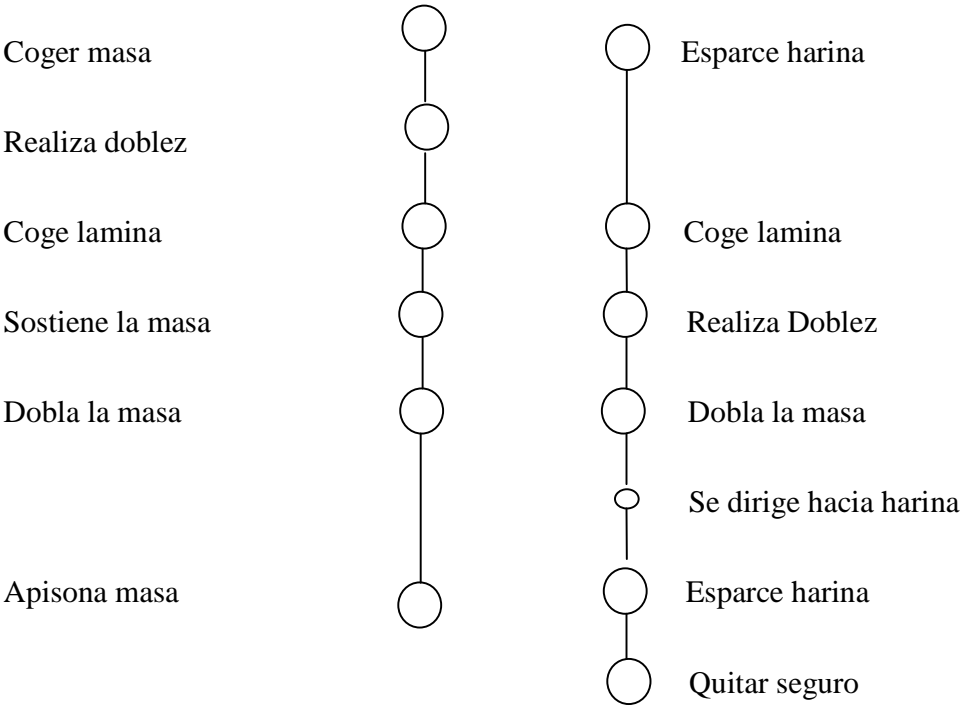 Coger masa
Esparce harina
Realiza doblez
Coge lamina
Coge lamina
Sostiene la masa
Realiza Doblez
Dobla la masa
Dobla la masa
Se dirige hacia harina
Apisona masa
Esparce harina
Quitar seguro